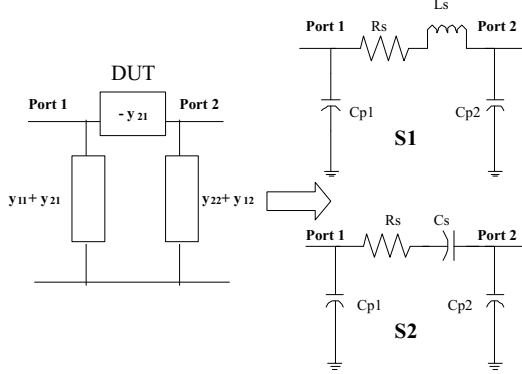 DUT
Port 1
Port 2
- y21
y11+ y21
y22+ y12
Port 1
Rs
Ls
Port 2
Cp1
Cp2
S1
Port 1
Rs
Cs
Port 2
Cp1
Cp2
S2